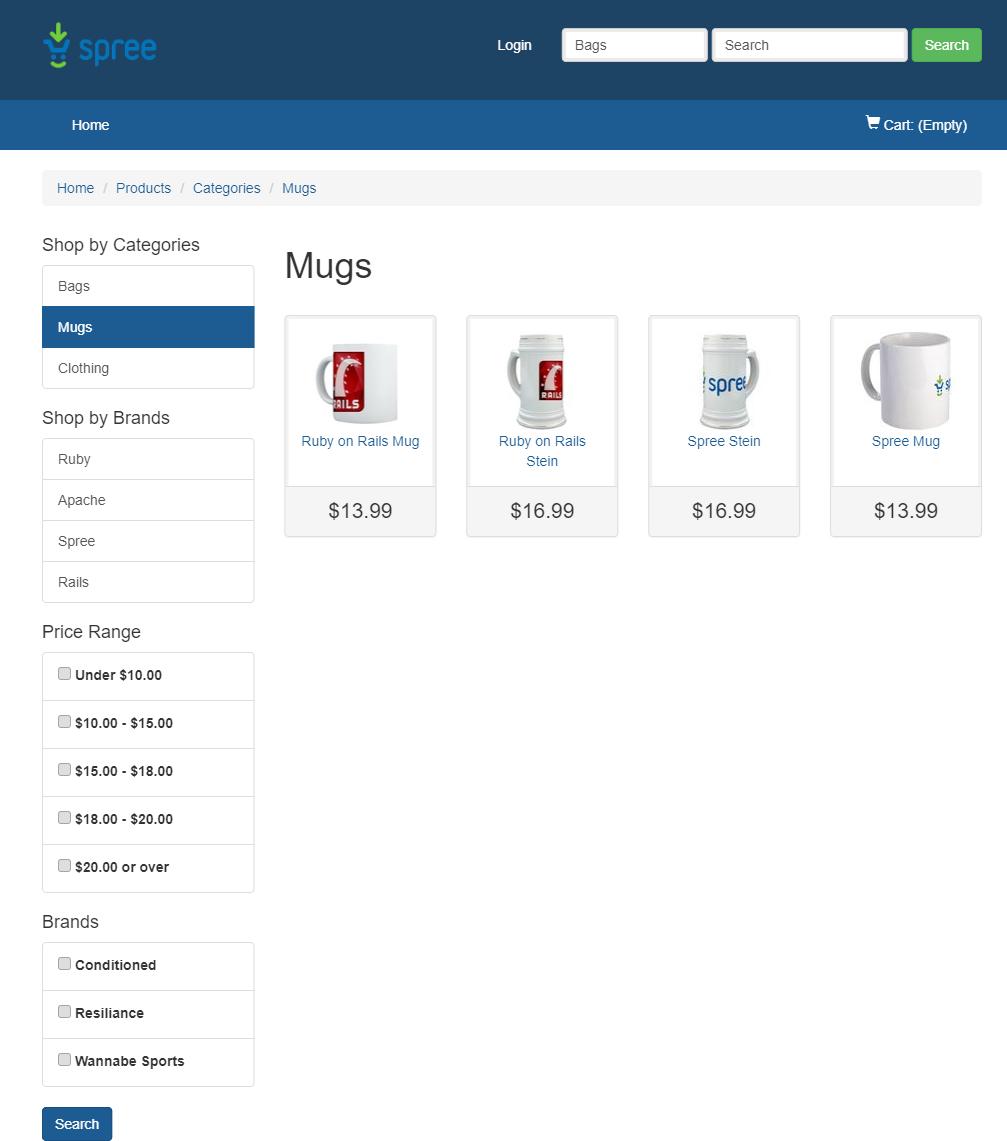 spree
Login
Bags
Search
Search
Home
Cart: (Empty)
Home / Products / Categories / Mugs
Shop by Categories
Bags
Mugs
Clothing
Shop by Brands
Ruby
Apache
Spree
Rails
Price Range
Under $10.00
$10.00 - $15.00
$15.00 - $18.00
$18.00 - $20.00
$20.00 or over
Brands
Conditioned
Resiliance
Wannabe Sports
Search
Mugs
RAILS
Ruby on Rails Mug
$13.99
RAILS
Ruby on Rails
Stein
$16.99
spree
Spree Stein
$16.99
sp
Spree Mug
$13.99